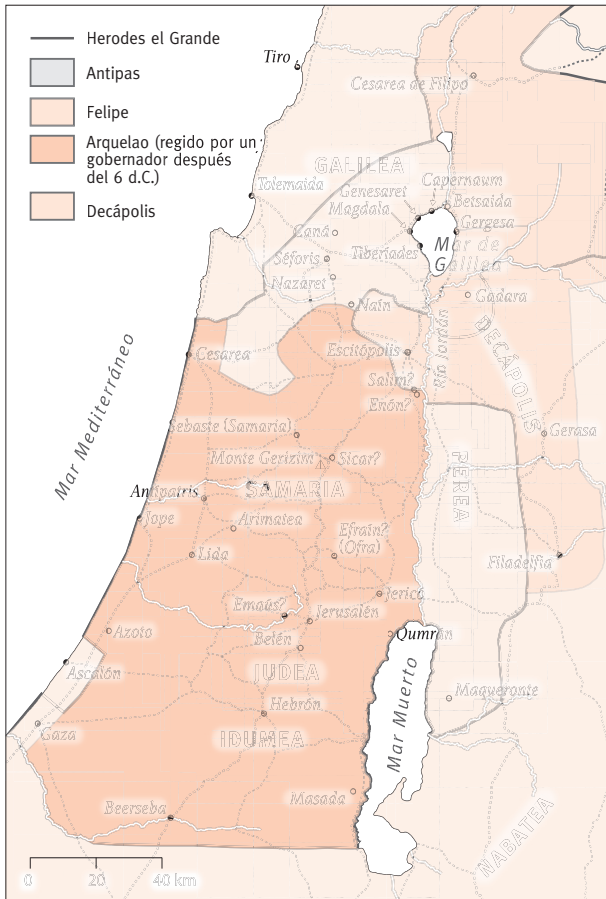 Herodes el Grande
Antipas
Felipe
Arquelao (regido por un
gobernador después
del 6 d.C.)
Decápolis
Tiro
Cesarea de Filipo
GALILEA
Tolemaida
Capernaum
Genesaret
Betsaida
Magdala
Gergesa
Caná
Tiberiades
Mar de
Galilea
Séforis
Nazaret
Naín
Gádara
DECÁPOLIS
Río Jordán
Mar Mediterráneo
Cesarea
Escitópolis
Salim?
Enón?
Sebaste (Samaria)
Gerasa
Monte Gerizim
Sicar?
PEREA
SAMARIA
Antipatris
Jope
Arimatea
Efraín?
(Ofra)
Lida
Filadelfia
Jericó
Emaús?
Jerusalén
Azoto
Belén
Qumrán
Ascalón
JUDEA
Maqueronte
Hebrón
Gaza
IDUMEA
Mar Muerto
Masada
Beerseba
NABATEA
0 20 40 km